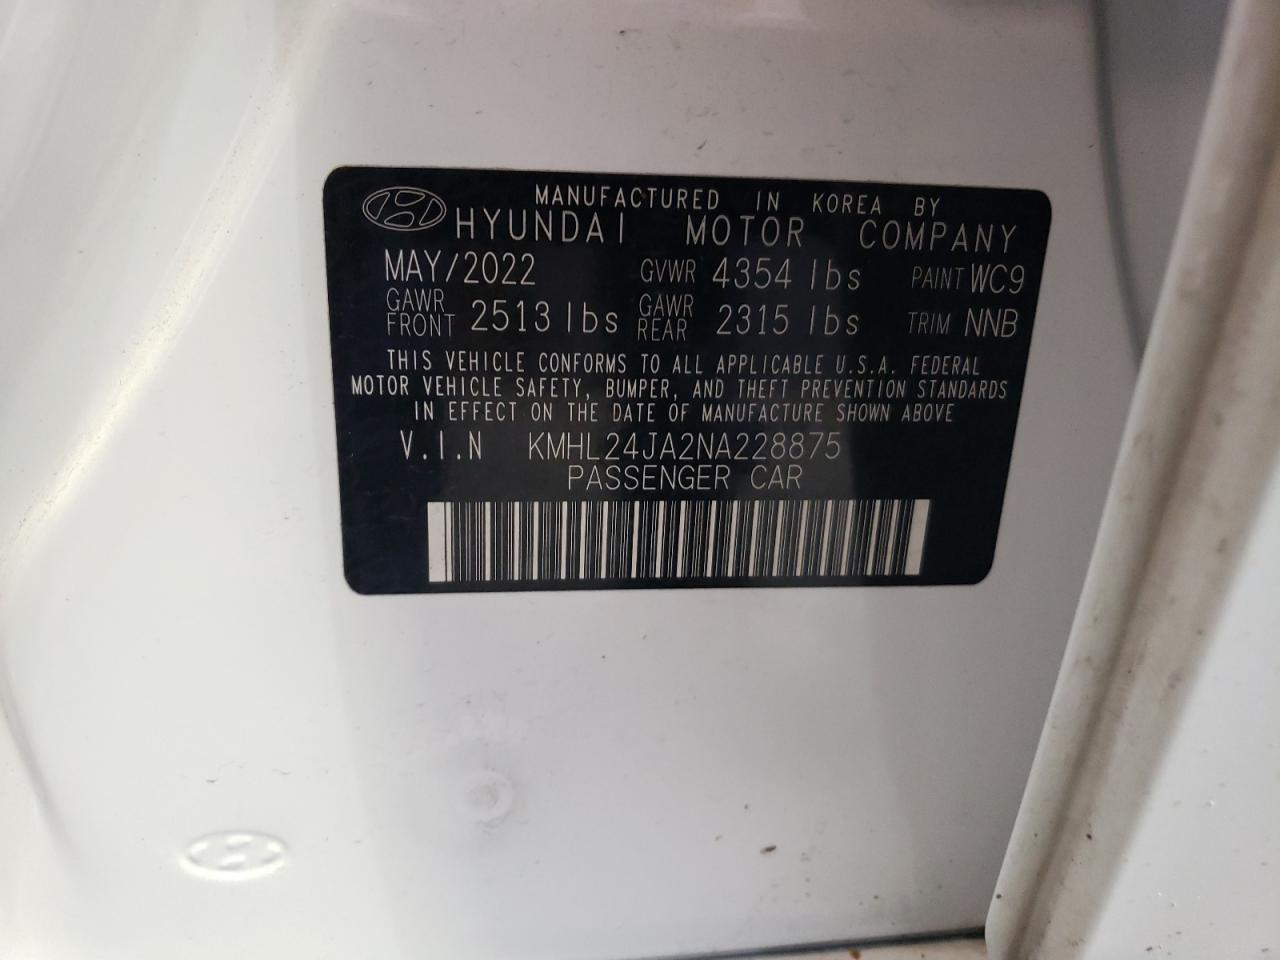 MANUFACTURED IN KOREA BY
HYUNDAI MOTOR COMPANY
MAY/2022 GVWR 4354 lbs PAINT WC9
GAWR FRONT 2513 lbs GAWR REAR 2315 lbs TRIM NNB
THIS VEHICLE CONFORMS TO ALL APPLICABLE U.S.A. FEDERAL
MOTOR VEHICLE SAFETY, BUMPER, AND THEFT PREVENTION STANDARDS
IN EFFECT ON THE DATE OF MANUFACTURE SHOWN ABOVE
V.I.N KMHL24JA2NA228875
PASSENGER CAR